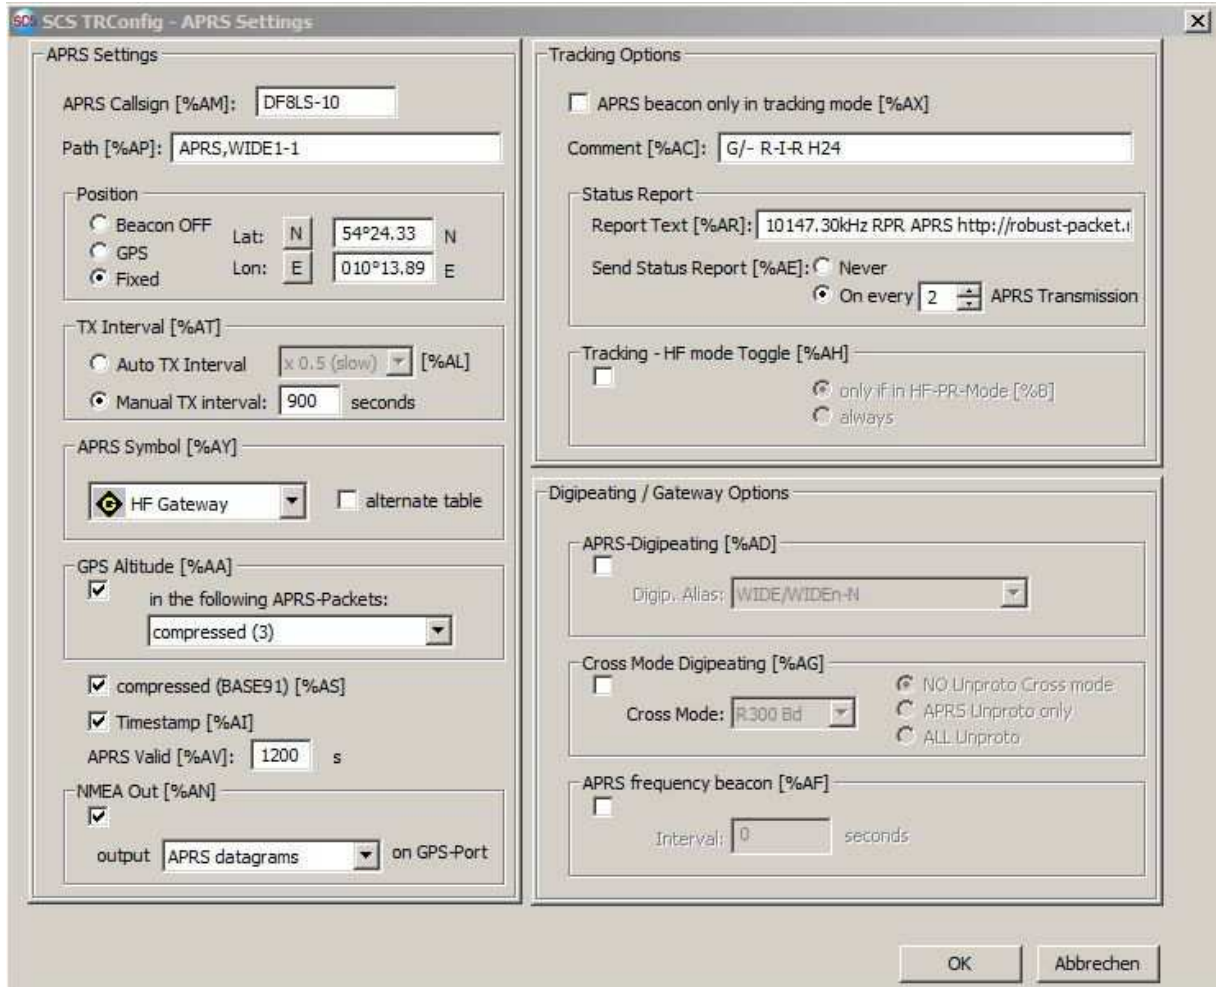 SCS SCS TRConfig - APRS Settings
APRS Settings
APRS Callsign [%AM]: DF8LS-10
Path [%AP]: APRS,WIDE1-1
Position
Beacon OFF
GPS
Fixed
Lat: N 54°24.33 N
Lon: E 010°13.89 E
TX Interval [%AT]
Auto TX Interval x 0.5 (slow) [%AL]
Manual TX interval: 900 seconds
APRS Symbol [%AY]
G HF Gateway alternate table
GPS Altitude [%AA]
in the following APRS-Packets:
compressed (3)
compressed (BASE91) [%AS]
Timestamp [%AI]
APRS Valid [%AV]: 1200 s
NMEA Out [%AN]
output APRS datagrams on GPS-Port
Tracking Options
APRS beacon only in tracking mode [%AX]
Comment [%AC]: G/- R-I-R H24
Status Report
Report Text [%AR]: 10147.30kHz RPR APRS http://robust-packet.
Send Status Report [%AE]: Never
On every 2 APRS Transmission
Tracking - HF mode Toggle [%AH]
only if in HF-PR-Mode [%B]
always
Digipeating / Gateway Options
APRS-Digipeating [%AD]
Digip. Alias: WIDE/WIDEn-N
Cross Mode Digipeating [%AG]
Cross Mode: R300 Bd
NO Unproto Cross mode
APRS Unproto only
ALL Unproto
APRS frequency beacon [%AF]
Interval: 0 seconds
OK
Abbrechen